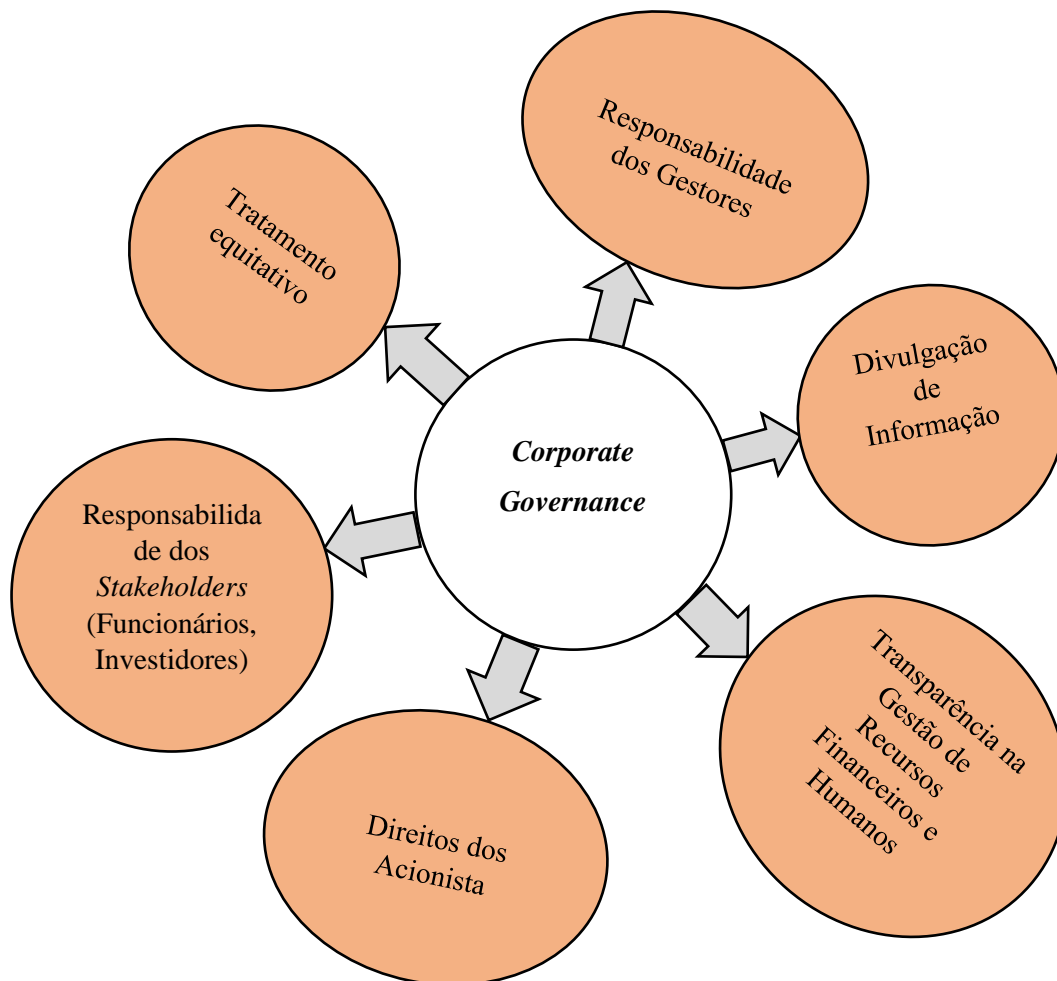 Responsabilidade
dos Gestores
Tratamento
equitativo
Divulgação
de
Informação
Corporate
Governance
Responsabilida
de dos
Stakeholders
(Funcionários,
Investidores)
Transparência na
Gestão de
Recursos
Financeiros e
Humanos
Direitos dos
Acionista